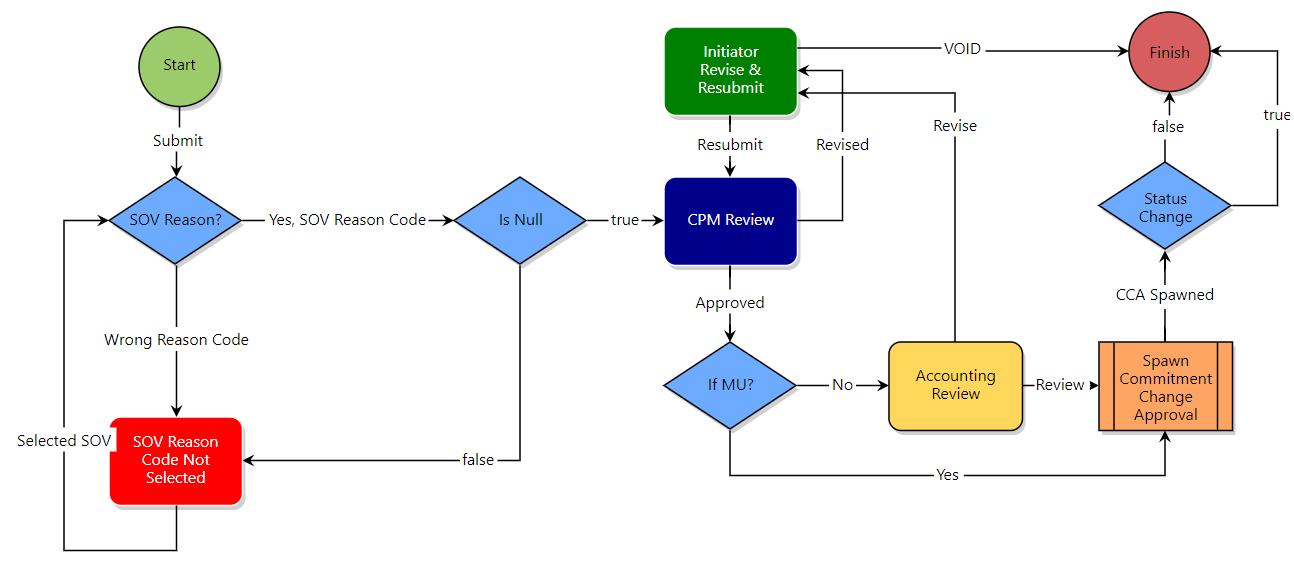 Start
Submit
SOV Reason?
Yes, SOV Reason Code
Is Null
true
Wrong Reason Code
Selected SOV
SOV Reason
Code Not
Selected
false
Initiator
Revise &
Resubmit
VOID
Finish
Resubmit
Revised
Revise
CPM Review
Approved
If MU?
No
Accounting
Review
Review
Yes
Spawn
Commitment
Change
Approval
CCA Spawned
Status
Change
false
true